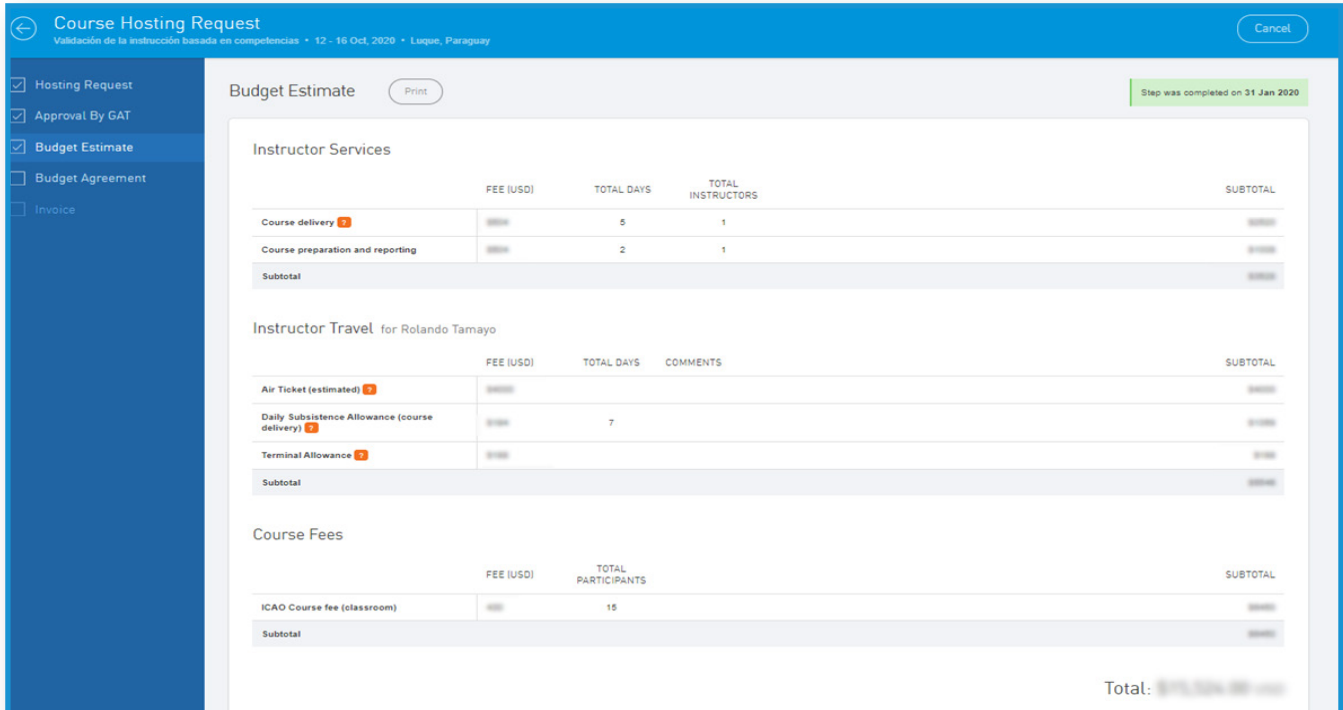 Course Hosting Request
Validación de la instrucción basada en competencias • 12 - 16 Oct, 2020 • Luque, Paraguay
Cancel
Hosting Request
Approval By GAT
Budget Estimate
Budget Agreement
Invoice
Budget Estimate
Print
Step was completed on 31 Jan 2020
Instructor Services
FEE (USD) TOTAL DAYS TOTAL INSTRUCTORS SUBTOTAL
Course delivery ? 5 1
Course preparation and reporting 2 1
Subtotal
Instructor Travel for Rolando Tamayo
FEE (USD) TOTAL DAYS COMMENTS SUBTOTAL
Air Ticket (estimated) ?
Daily Subsistence Allowance (course
delivery) ? 7
Terminal Allowance ?
Subtotal
Course Fees
FEE (USD) TOTAL PARTICIPANTS SUBTOTAL
ICAO Course fee (classroom) 15
Subtotal
Total: